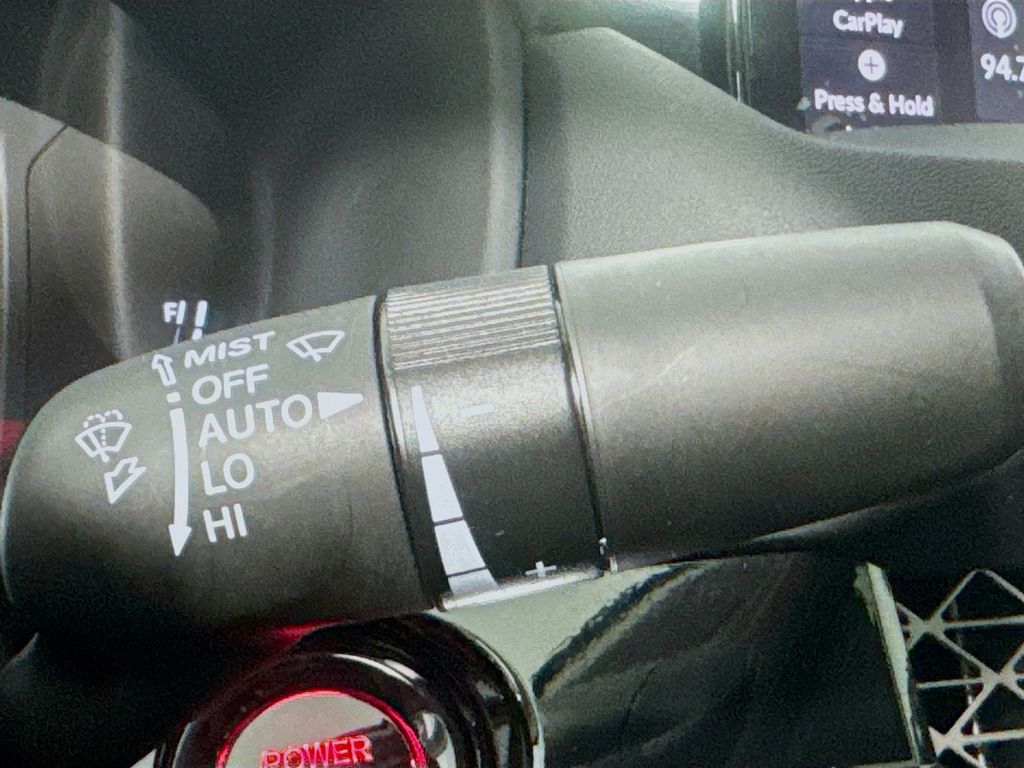 CarPlay
94.7
Press & Hold
MIST
OFF
AUTO
LO
HI
-
+
POWER